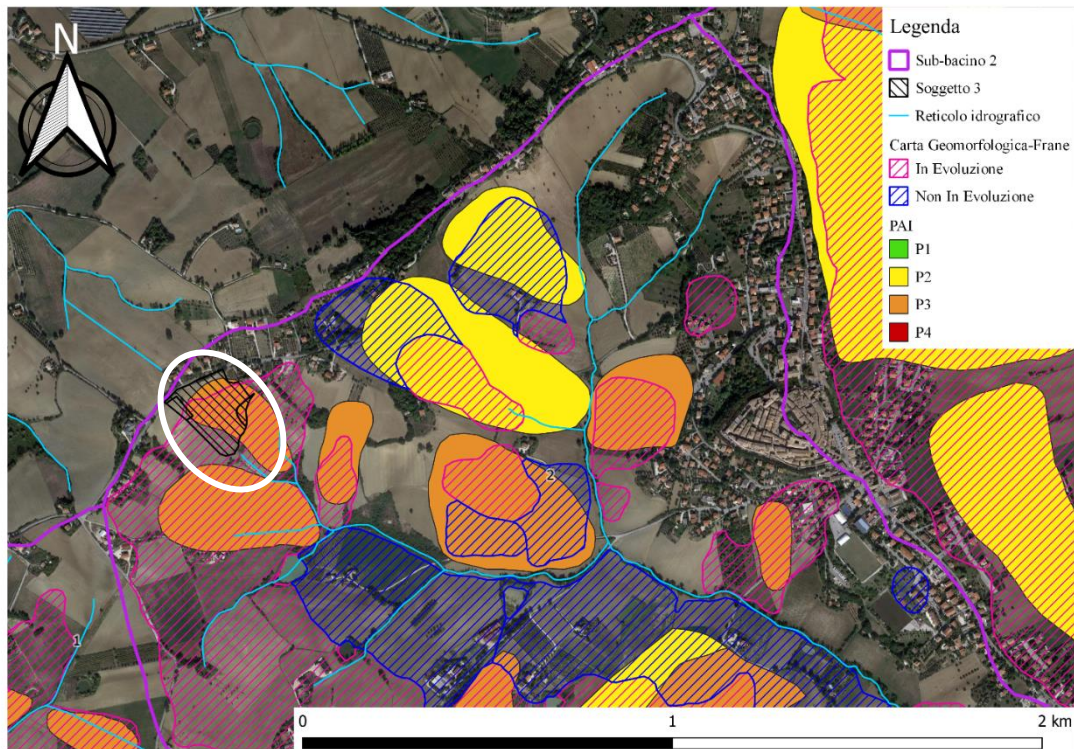 N
Legenda
Sub-bacino 2
Soggetto 3
Reticolo idrografico
Carta Geomorfologica-Frane
In Evoluzione
Non In Evoluzione
PAI
P1
P2
P3
P4
2
1
0 1 2 km